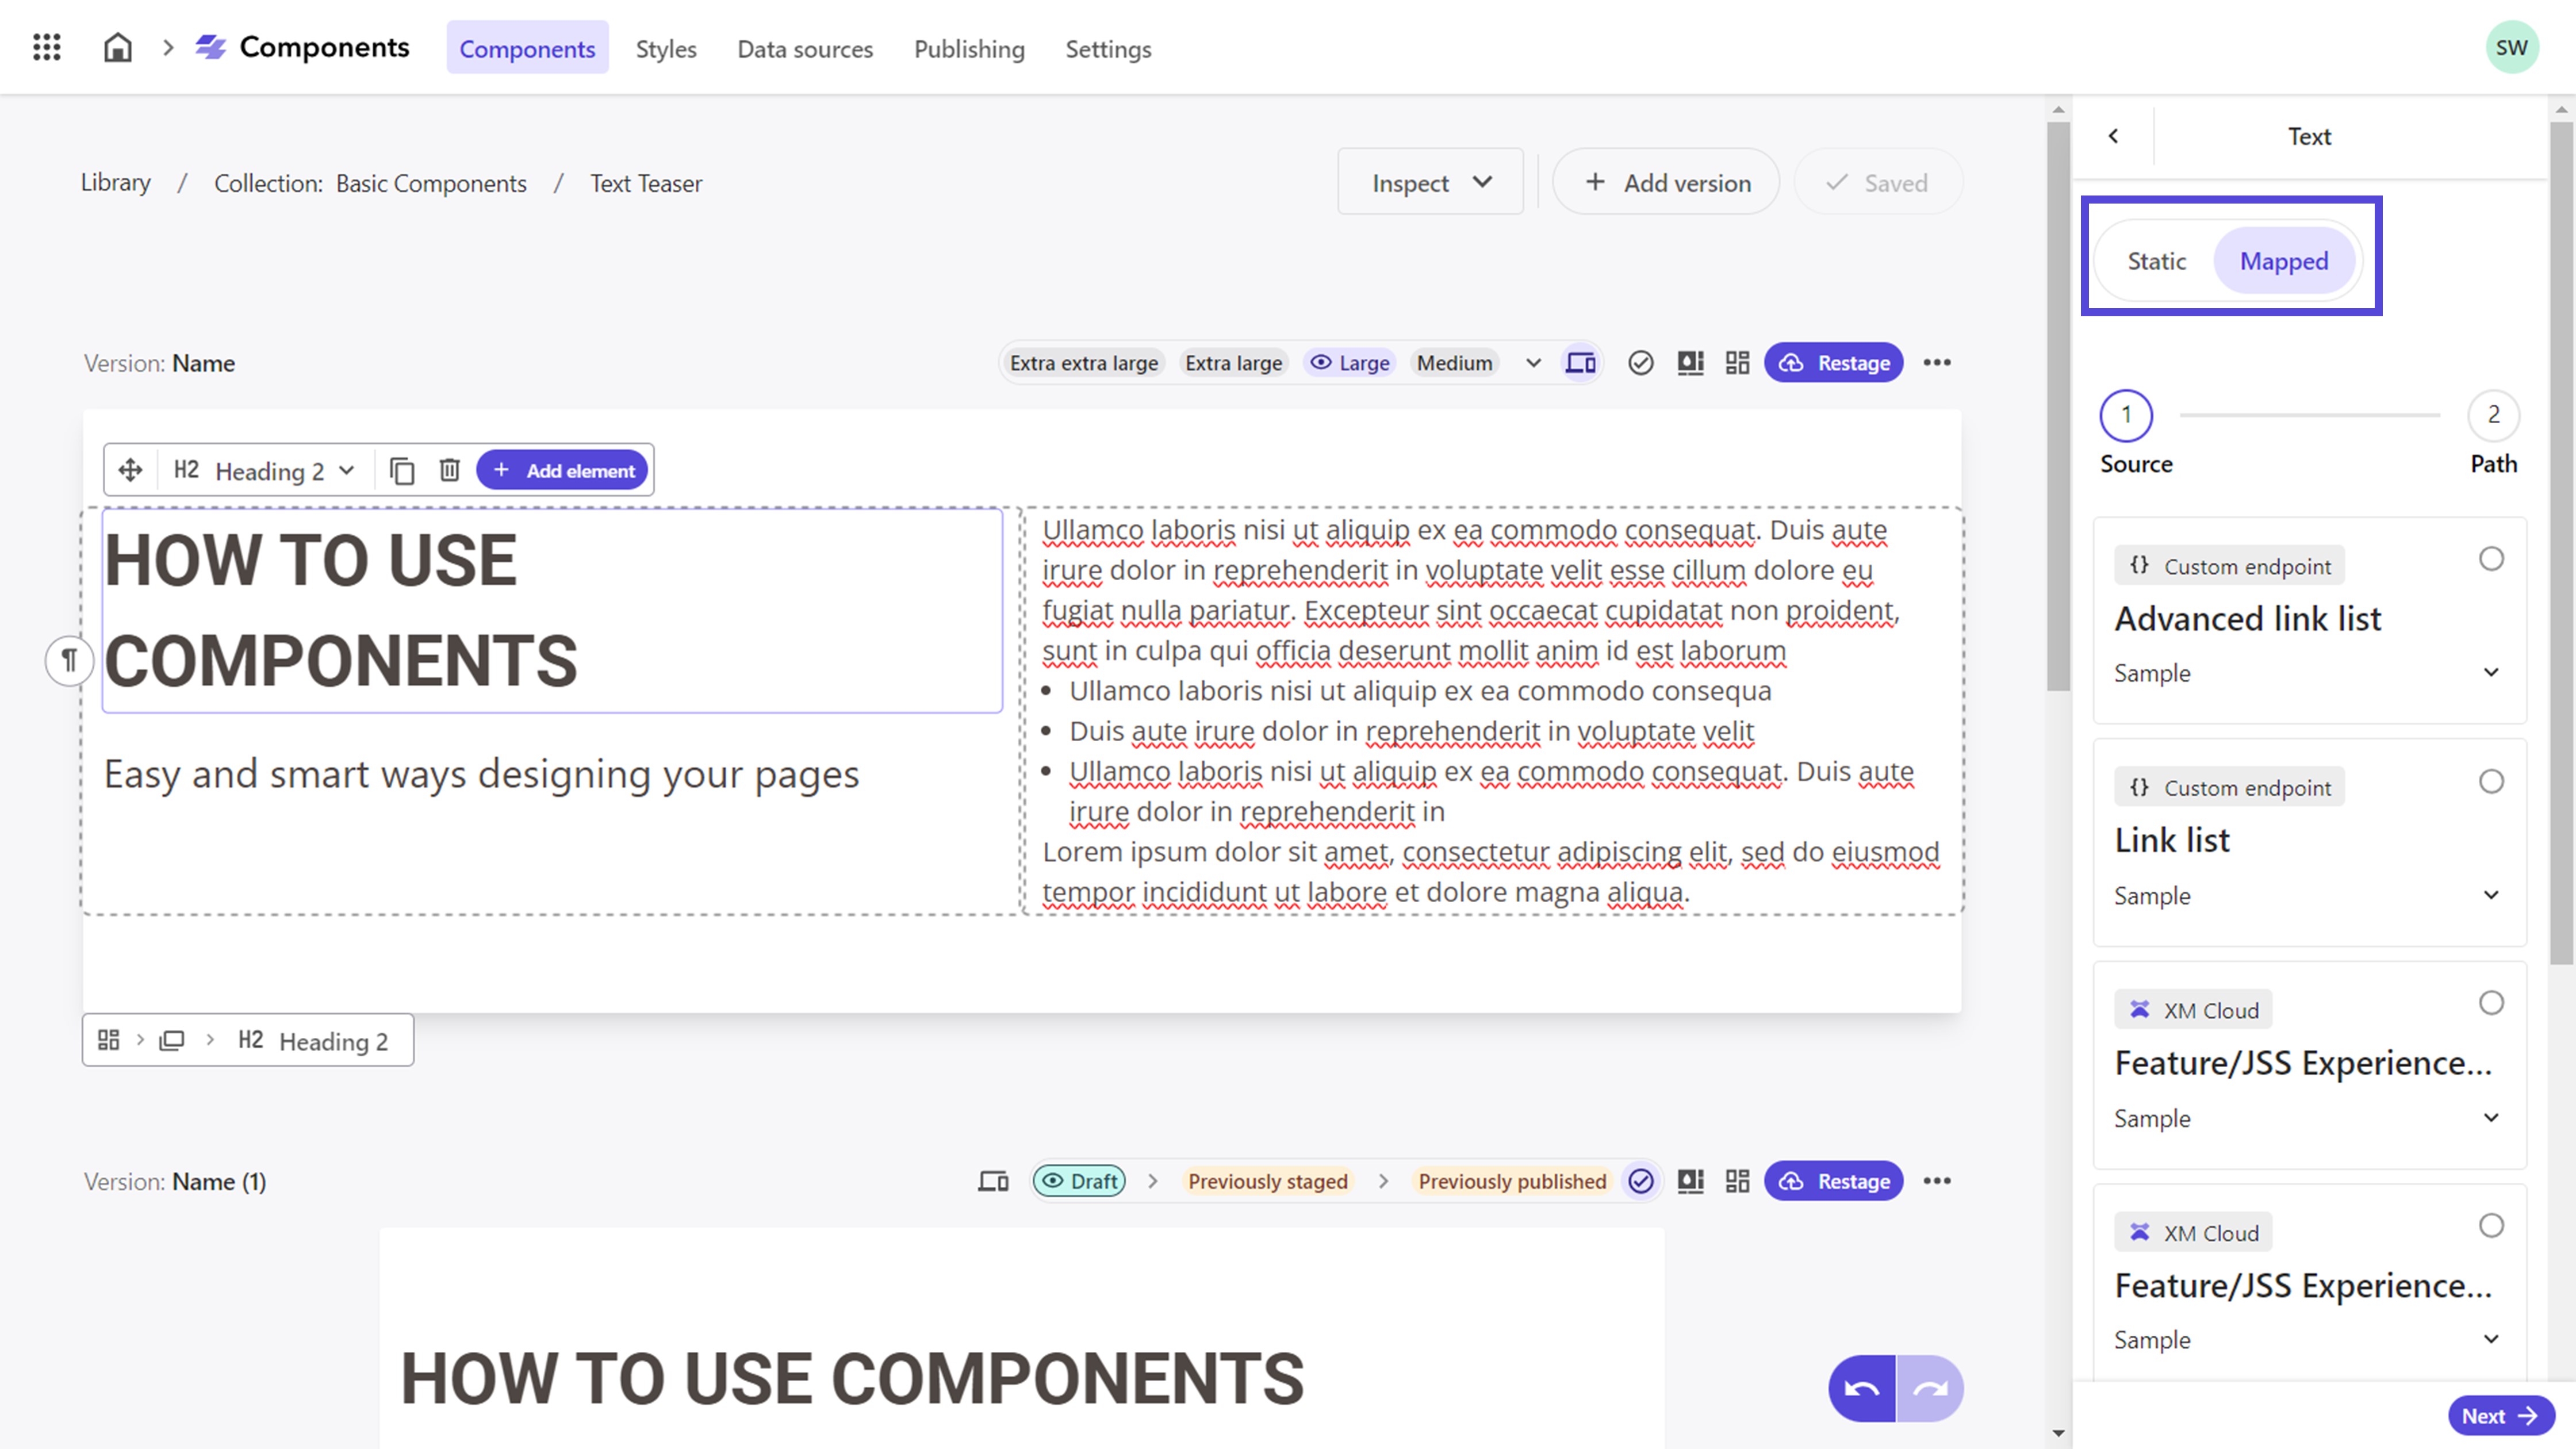 Components Components Styles Data sources Publishing Settings SW
Library / Collection: Basic Components / Text Teaser
Inspect + Add version Saved
Version: Name
Extra extra large Extra large Large Medium Restage
H2 Heading 2 + Add element
HOW TO USE
COMPONENTS
Easy and smart ways designing your pages
Ullamco laboris nisi ut aliquip ex ea commodo consequat. Duis aute
irure dolor in reprehenderit in voluptate velit esse cillum dolore eu
fugiat nulla pariatur. Excepteur sint occaecat cupidatat non proident,
sunt in culpa qui officia deserunt mollit anim id est laborum
• Ullamco laboris nisi ut aliquip ex ea commodo consequa
• Duis aute irure dolor in reprehenderit in voluptate velit
• Ullamco laboris nisi ut aliquip ex ea commodo consequat. Duis aute
irure dolor in reprehenderit in
Lorem ipsum dolor sit amet, consectetur adipiscing elit, sed do eiusmod
tempor incididunt ut labore et dolore magna aliqua.
H2 Heading 2
Version: Name (1)
Draft Previously staged Previously published Restage
HOW TO USE COMPONENTS
Text
Static Mapped
1 2
Source Path
{} Custom endpoint
Advanced link list
Sample
{} Custom endpoint
Link list
Sample
XM Cloud
Feature/JSS Experience...
Sample
XM Cloud
Feature/JSS Experience...
Sample
Next